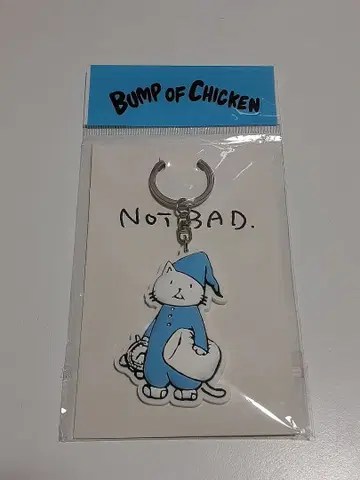 BUMP OF CHICKEN
NOT BAD.